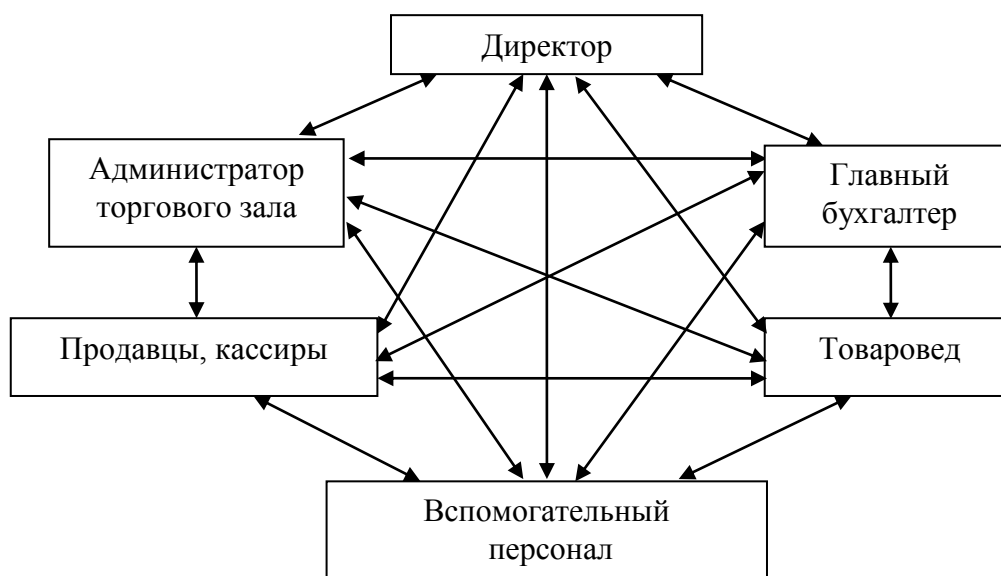 Директор
Администратор
торгового зала
Главный
бухгалтер
Продавцы, кассиры
Товаровед
Вспомогательный
персонал